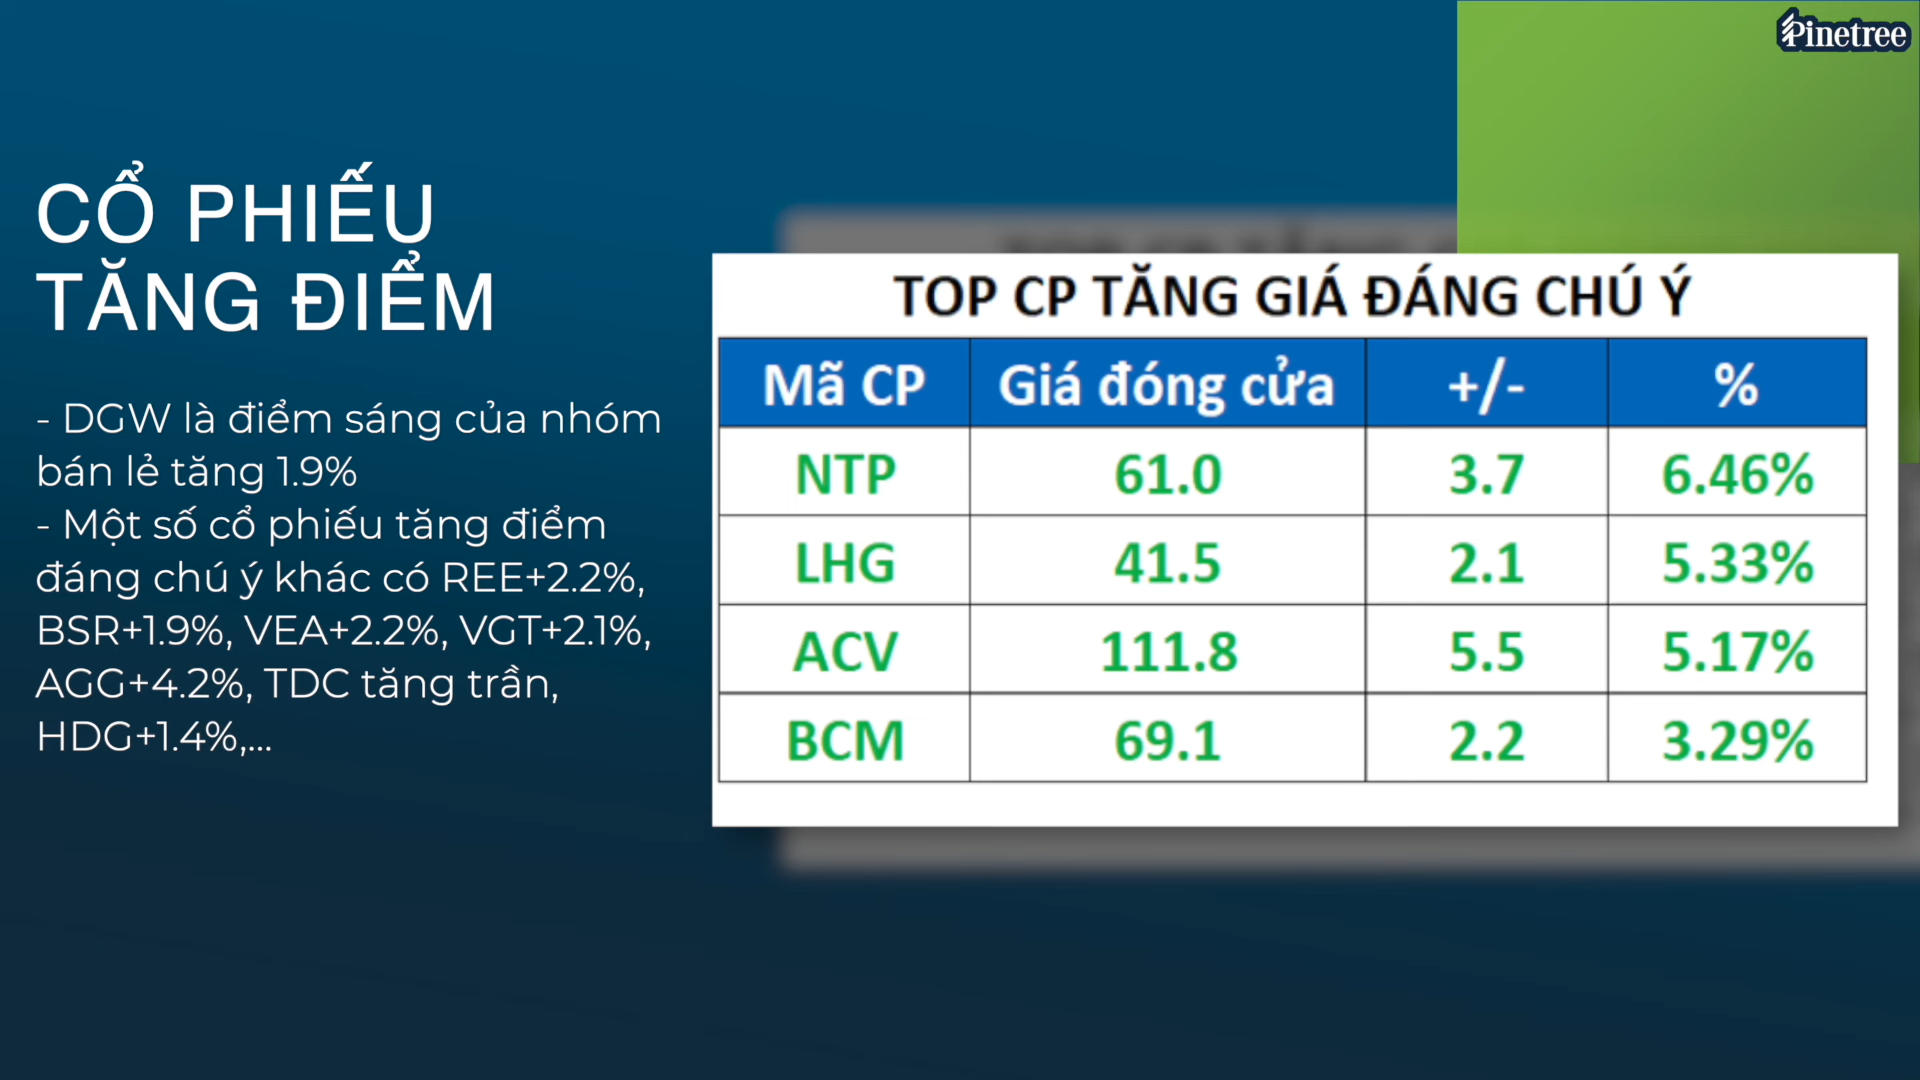 Pinetree
CỔ PHIẾU
TĂNG ĐIỂM
- DGW là điểm sáng của nhóm
bán lẻ tăng 1.9%
- Một số cổ phiếu tăng điểm
đáng chú ý khác có REE+2.2%,
BSR+1.9%, VEA+2.2%, VGT+2.1%,
AGG+4.2%, TDC tăng trần,
HDG+1.4%,...
TOP CP TĂNG GIÁ ĐÁNG CHÚ Ý
Mã CP Giá đóng cửa +/- %
NTP 61.0 3.7 6.46%
LHG 41.5 2.1 5.33%
ACV 111.8 5.5 5.17%
BCM 69.1 2.2 3.29%